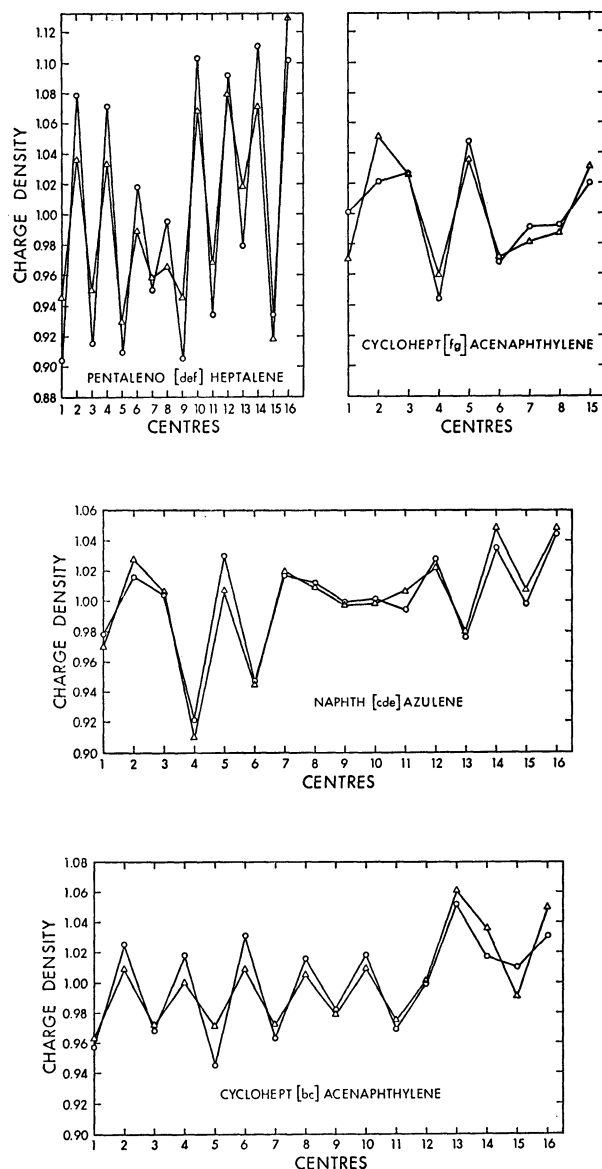 CHARGE DENSITY
1.12
1.10
1.08
1.06
1.04
1.02
1.00
0.98
0.96
0.94
0.92
0.90
0.88
PENTALENO [def] HEPTALENE
1 2 3 4 5 6 7 8 9 10 11 12 13 14 15 16
CENTRES
CYCLOHEPT [fg] ACENAPHTHYLENE
1 2 3 4 5 6 7 8 15
CENTRES
CHARGE DENSITY
1.06
1.04
1.02
1.00
0.98
0.96
0.94
0.92
0.90
NAPHTH [cde] AZULENE
1 2 3 4 5 6 7 8 9 10 11 12 13 14 15 16
CENTRES
CHARGE DENSITY
1.08
1.06
1.04
1.02
1.00
0.98
0.96
0.94
0.92
0.90
CYCLOHEPT [bc] ACENAPHTHYLENE
1 2 3 4 5 6 7 8 9 10 11 12 13 14 15 16
CENTRES